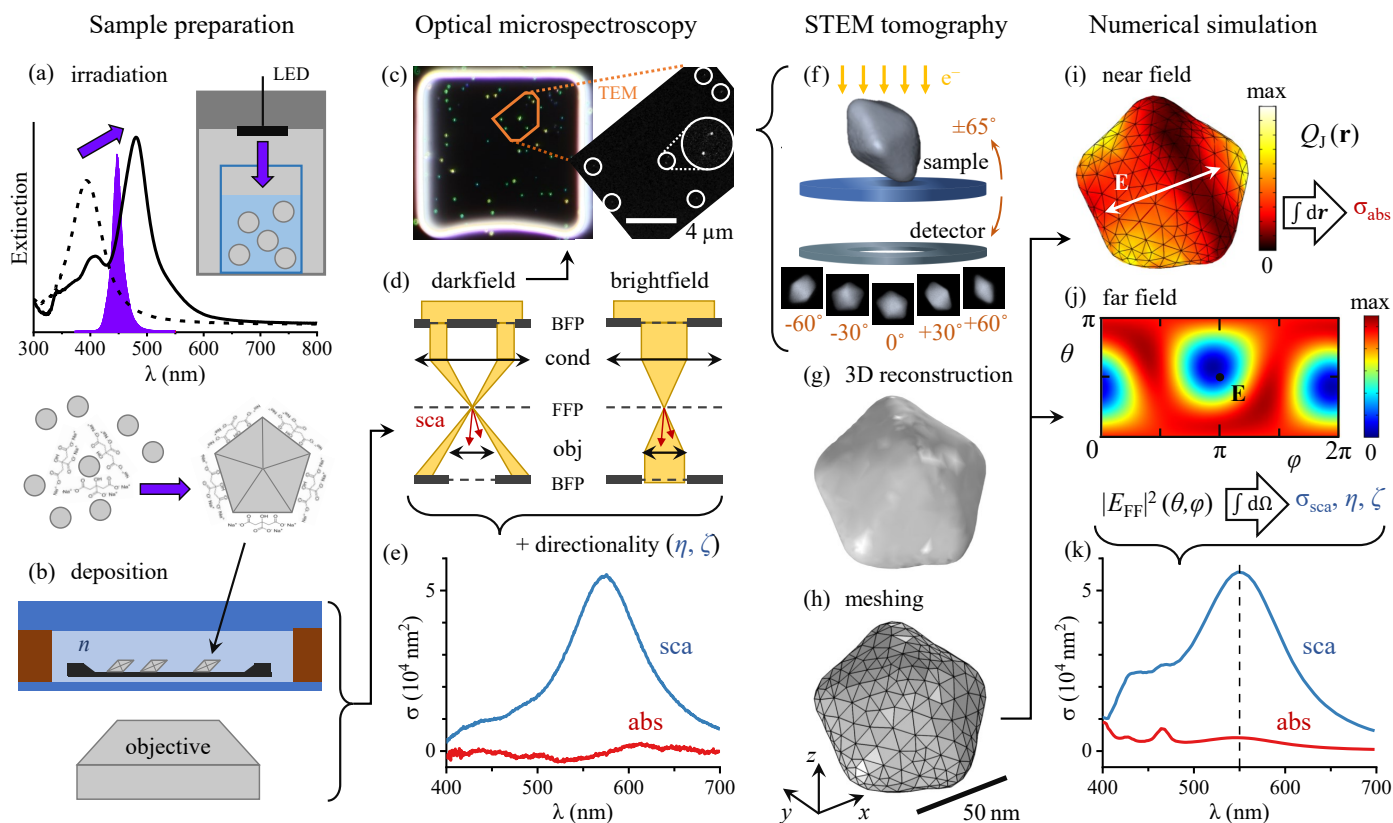 Sample preparation
(a) irradiation
LED
Extinction
300 400 500 600 700 800
λ (nm)
(b) deposition
n
objective
Optical microspectroscopy
(c)
TEM
4 μm
(d) darkfield
brightfield
BFP
cond
sca
FFP
obj
BFP
+ directionality (η, ζ)
(e)
σ (10⁴ nm²)
5
0
sca
abs
400 500 600 700
λ (nm)
STEM tomography
(f)
e⁻
±65°
sample
detector
-60° -30° 0° +30° +60°
(g) 3D reconstruction
(h) meshing
z
y
x
50 nm
Numerical simulation
(i) near field
max
E
0
Q_J (r)
∫ dr
σ_abs
(j) far field
max
π
θ
E
0
π
φ
2π
0
|E_FF|² (θ,φ)
∫ dΩ
σ_sca, η, ζ
(k)
σ (10⁴ nm²)
5
0
sca
abs
400 500 600 700
λ (nm)